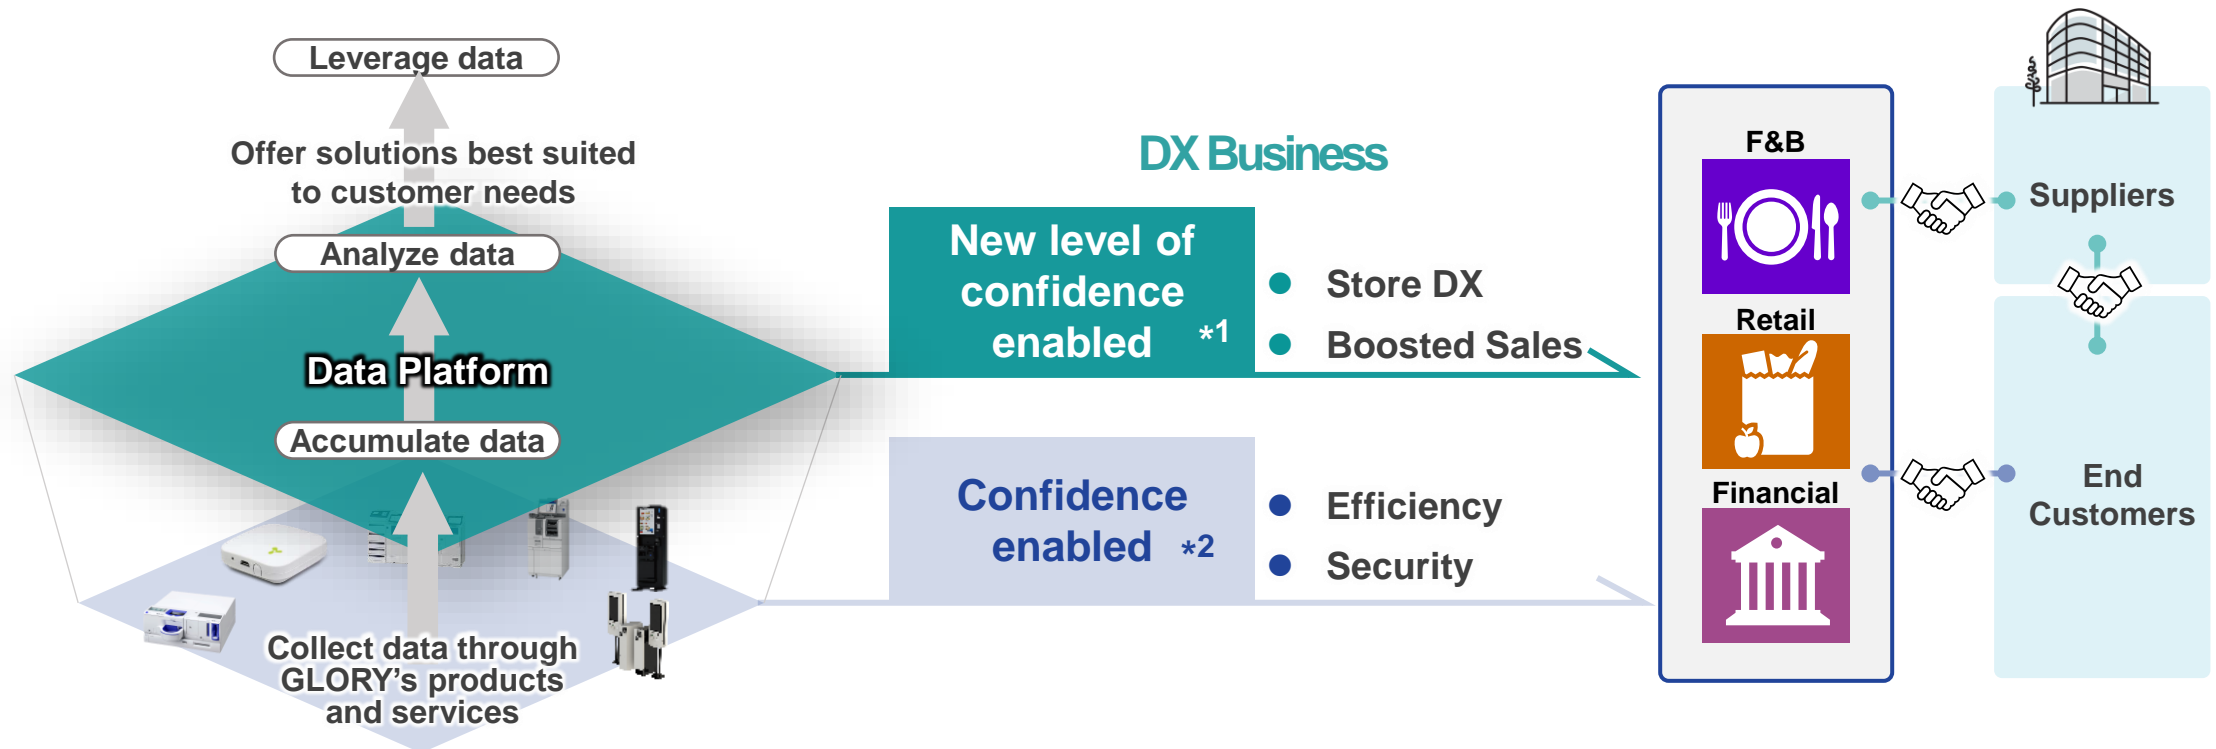 Leverage data
Offer solutions best suited
to customer needs
Analyze data
Data Platform
Accumulate data
Collect data through
GLORY’s products
and services
DX Business
New level of
confidence
enabled *1
Store DX
Boosted Sales
Confidence
enabled *2
Efficiency
Security
F&B
Retail
Financial
Suppliers
End
Customers